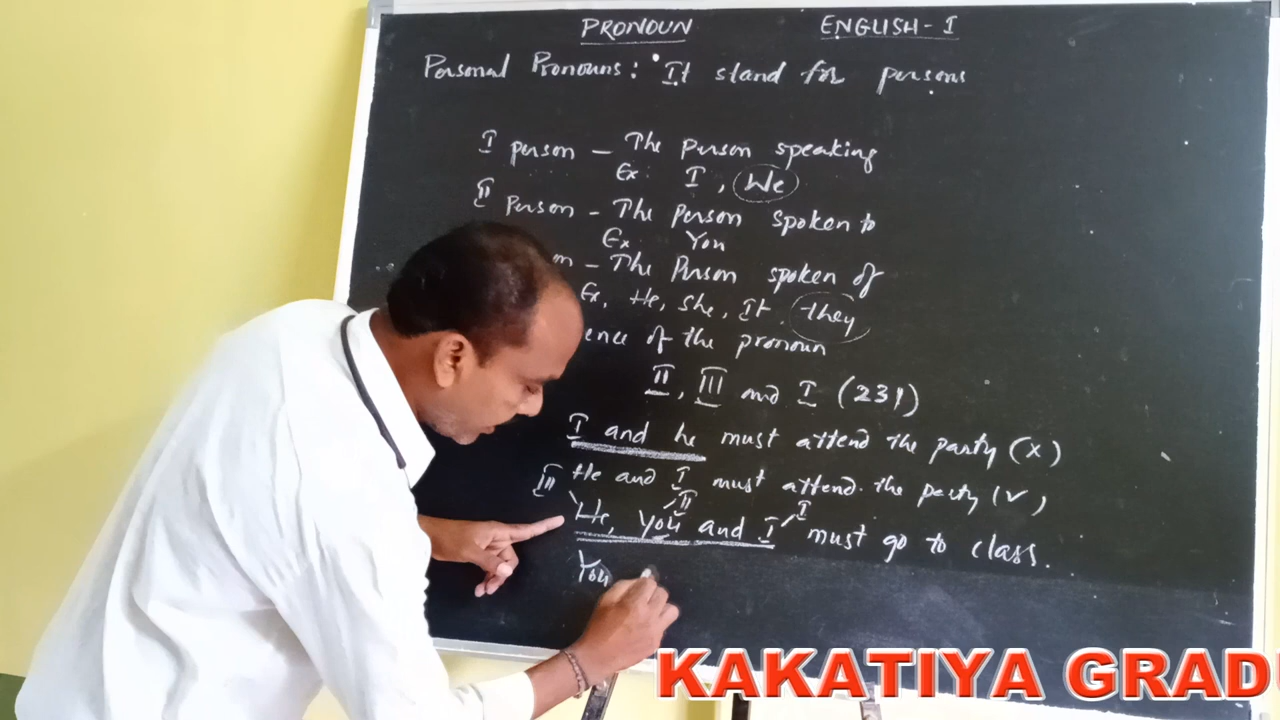 PRONOUN ENGLISH-I
Personal Pronouns: It stand for persons
I person - The person speaking
Ex: I, We
II Person - The Person spoken to
Ex: You
m - The Person spoken of
Ex, He, she, It, they
ence of the pronoun
II, III and I (231)
I and he must attend the party (x)
He and I must attend the party (✓)
III II I
He, You and I must go to class.
You
KAKATIYA GRADU